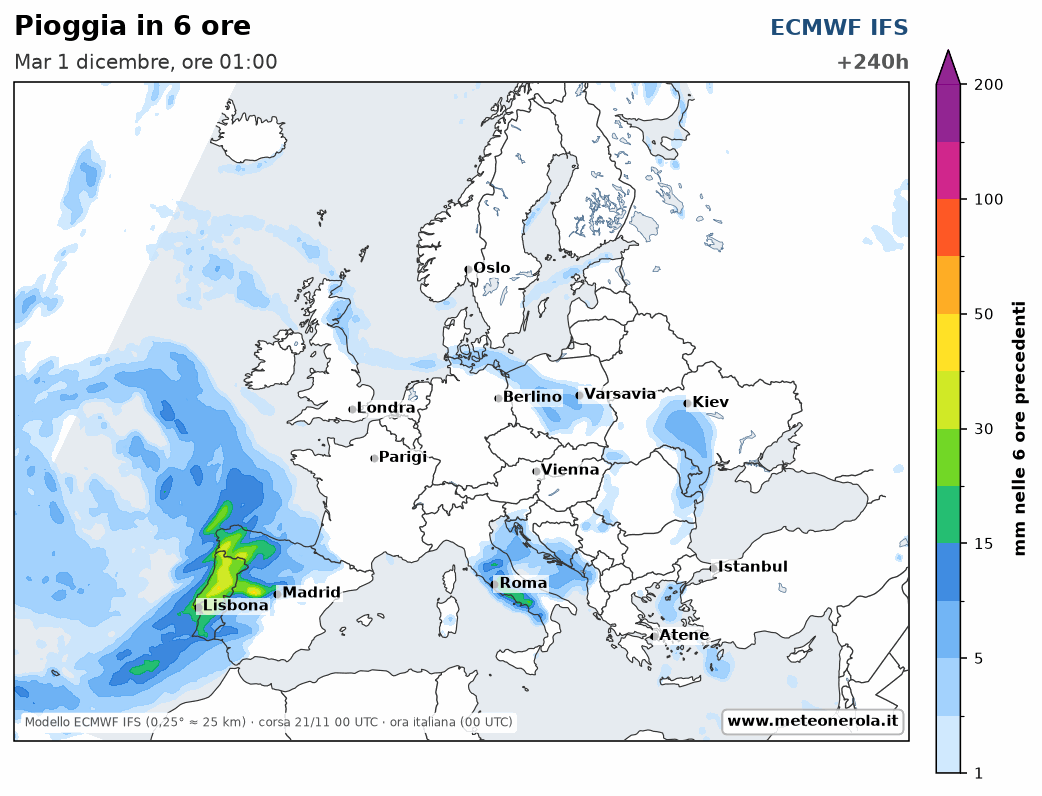 Pioggia in 6 ore
ECMWF IFS
Mar 1 dicembre, ore 01:00
+240h
200
100
50
30
15
5
1
mm nelle 6 ore precedenti
Oslo
Berlino
Varsavia
Kiev
Londra
Parigi
Vienna
Istanbul
Roma
Madrid
Lisbona
Atene
Modello ECMWF IFS (0,25° ≈ 25 km) · corsa 21/11 00 UTC · ora italiana (00 UTC)
www.meteonerola.it